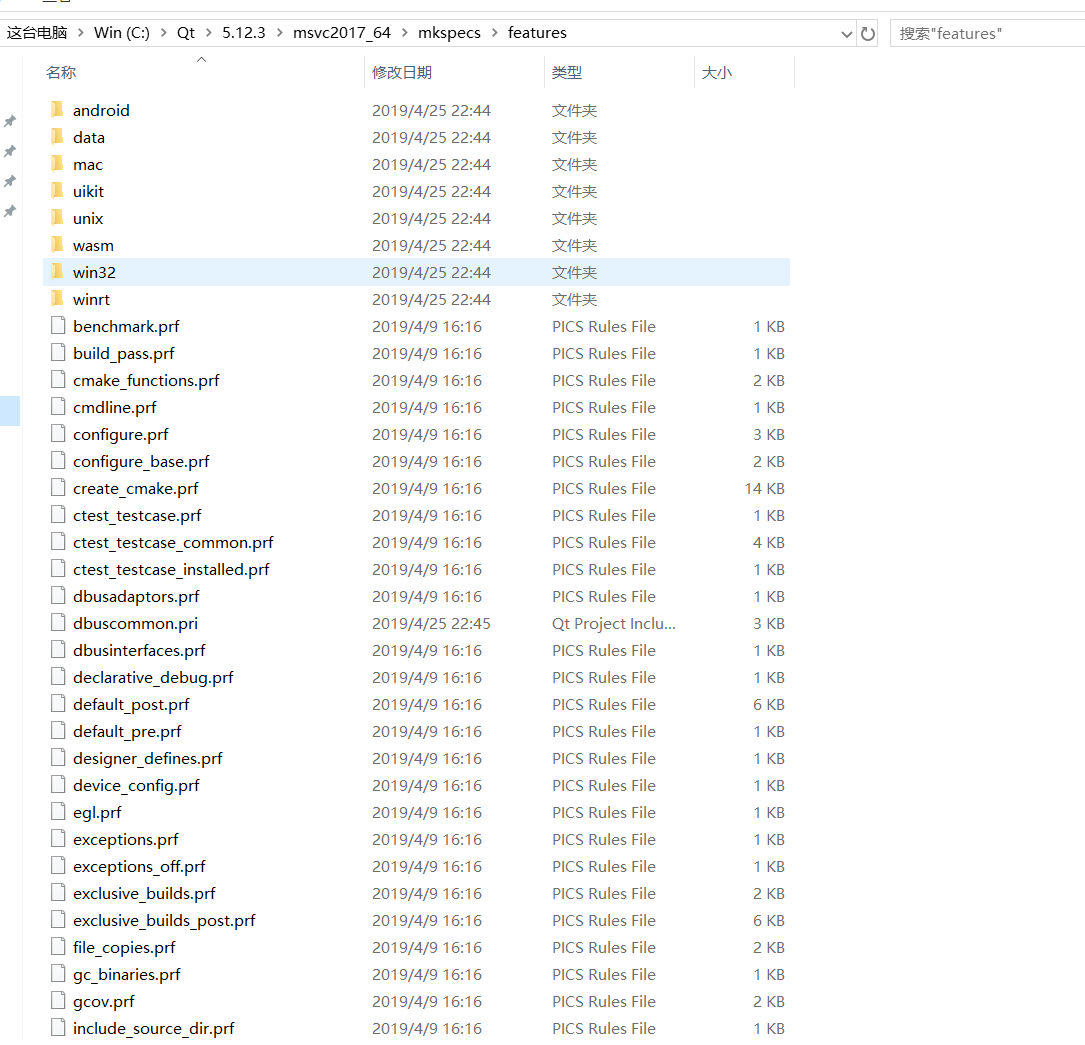 这台电脑 > Win (C:) > Qt > 5.12.3 > msvc2017_64 > mkspecs > features
搜索"features"
名称 修改日期 类型 大小
android 2019/4/25 22:44 文件夹
data 2019/4/25 22:44 文件夹
mac 2019/4/25 22:44 文件夹
uikit 2019/4/25 22:44 文件夹
unix 2019/4/25 22:44 文件夹
wasm 2019/4/25 22:44 文件夹
win32 2019/4/25 22:44 文件夹
winrt 2019/4/25 22:44 文件夹
benchmark.prf 2019/4/9 16:16 PICS Rules File 1 KB
build_pass.prf 2019/4/9 16:16 PICS Rules File 1 KB
cmake_functions.prf 2019/4/9 16:16 PICS Rules File 2 KB
cmdline.prf 2019/4/9 16:16 PICS Rules File 1 KB
configure.prf 2019/4/9 16:16 PICS Rules File 3 KB
configure_base.prf 2019/4/9 16:16 PICS Rules File 2 KB
create_cmake.prf 2019/4/9 16:16 PICS Rules File 14 KB
ctest_testcase.prf 2019/4/9 16:16 PICS Rules File 1 KB
ctest_testcase_common.prf 2019/4/9 16:16 PICS Rules File 4 KB
ctest_testcase_installed.prf 2019/4/9 16:16 PICS Rules File 1 KB
dbusadaptors.prf 2019/4/9 16:16 PICS Rules File 1 KB
dbuscommon.pri 2019/4/25 22:45 Qt Project Inclu... 3 KB
dbusinterfaces.prf 2019/4/9 16:16 PICS Rules File 1 KB
declarative_debug.prf 2019/4/9 16:16 PICS Rules File 1 KB
default_post.prf 2019/4/9 16:16 PICS Rules File 6 KB
default_pre.prf 2019/4/9 16:16 PICS Rules File 1 KB
designer_defines.prf 2019/4/9 16:16 PICS Rules File 1 KB
device_config.prf 2019/4/9 16:16 PICS Rules File 1 KB
egl.prf 2019/4/9 16:16 PICS Rules File 1 KB
exceptions.prf 2019/4/9 16:16 PICS Rules File 1 KB
exceptions_off.prf 2019/4/9 16:16 PICS Rules File 1 KB
exclusive_builds.prf 2019/4/9 16:16 PICS Rules File 2 KB
exclusive_builds_post.prf 2019/4/9 16:16 PICS Rules File 6 KB
file_copies.prf 2019/4/9 16:16 PICS Rules File 2 KB
gc_binaries.prf 2019/4/9 16:16 PICS Rules File 1 KB
gcov.prf 2019/4/9 16:16 PICS Rules File 2 KB
include_source_dir.prf 2019/4/9 16:16 PICS Rules File 1 KB